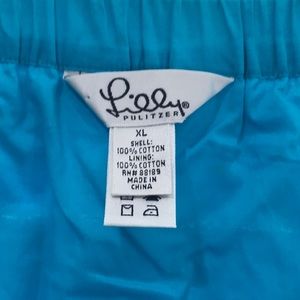 Lilly®
PULITZER
XL
SHELL:
100% COTTON
LINING:
100% COTTON
RN# 88189
MADE IN
CHINA